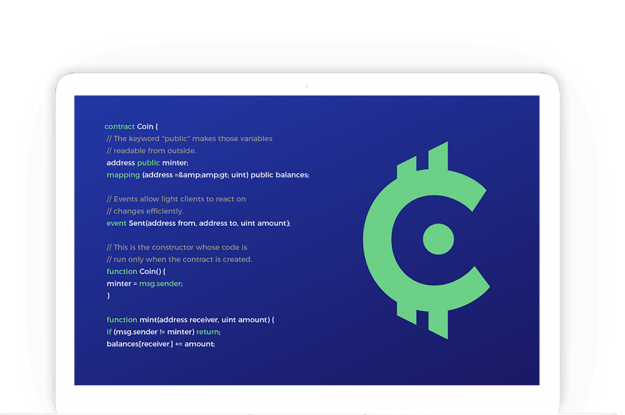 contract Coin {
// The keyword "public" makes those variables
// readable from outside.
address public minter;
mapping (address =&amp;amp;gt; uint) public balances;
// Events allow light clients to react on
// changes efficiently.
event Sent(address from, address to, uint amount);
// This is the constructor whose code is
// run only when the contract is created.
function Coin() {
minter = msg.sender;
}
function mint(address receiver, uint amount) {
if (msg.sender != minter) return;
balances[receiver] += amount;